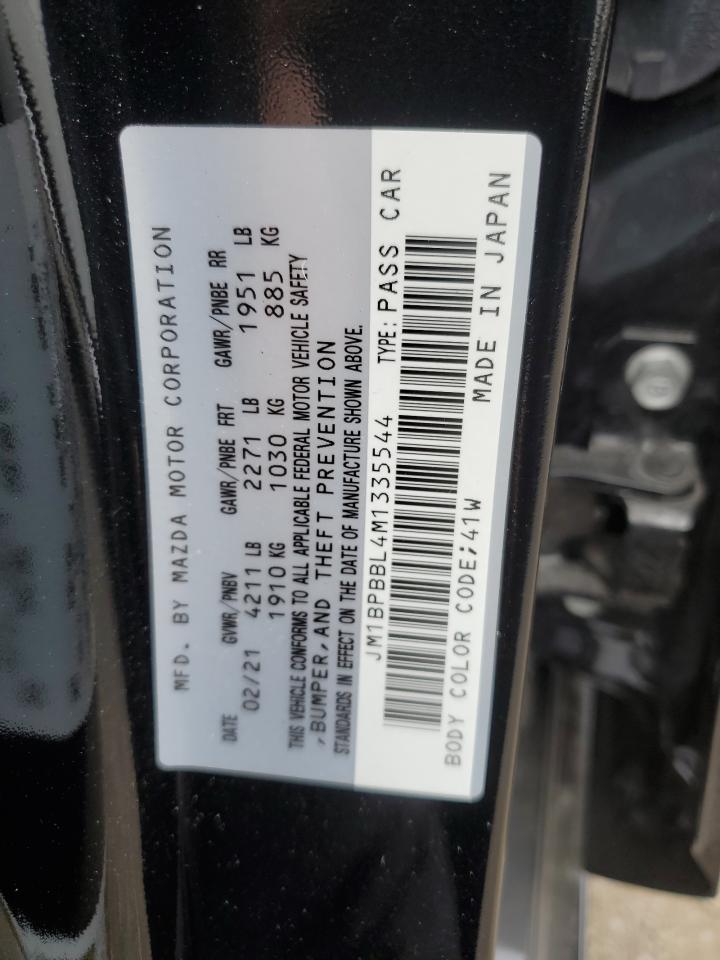 MFD. BY MAZDA MOTOR CORPORATION
DATE GVWR/PNBV GAWR/PNBE FRT GAWR/PNBE RR
02/21 4211 LB 2271 LB 1951 LB
1910 KG 1030 KG 885 KG
THIS VEHICLE CONFORMS TO ALL APPLICABLE FEDERAL MOTOR VEHICLE SAFETY
,BUMPER,AND THEFT PREVENTION
STANDARDS IN EFFECT ON THE DATE OF MANUFACTURE SHOWN ABOVE.
JM1BPBBL4M1335544 TYPE: PASS CAR
BODY COLOR CODE;41W MADE IN JAPAN